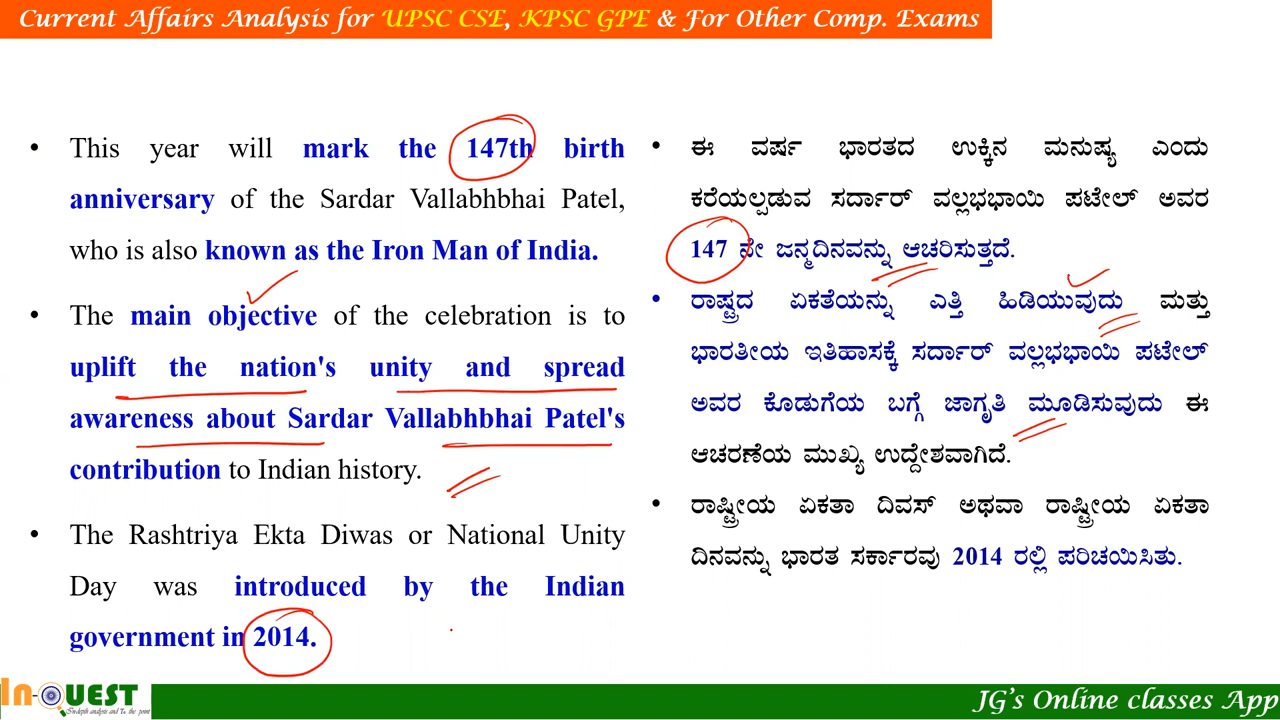 Current Affairs Analysis for UPSC CSE, KPSC GPE & For Other Comp. Exams
• This year will mark the 147th birth
anniversary of the Sardar Vallabhbhai Patel,
who is also known as the Iron Man of India.
• The main objective of the celebration is to
uplift the nation's unity and spread
awareness about Sardar Vallabhbhai Patel's
contribution to Indian history.
• The Rashtriya Ekta Diwas or National Unity
Day was introduced by the Indian
government in 2014.
• ಈ ವರ್ಷ ಭಾರತದ ಉಕ್ಕಿನ ಮನುಷ್ಯ ಎಂದು
ಕರೆಯಲ್ಪಡುವ ಸರ್ದಾರ್ ವಲ್ಲಭಭಾಯಿ ಪಟೇಲ್ ಅವರ
147 ನೇ ಜನ್ಮದಿನವನ್ನು ಆಚರಿಸುತ್ತದೆ.
• ರಾಷ್ಟ್ರದ ಏಕತೆಯನ್ನು ಎತ್ತಿ ಹಿಡಿಯುವುದು ಮತ್ತು
ಭಾರತೀಯ ಇತಿಹಾಸಕ್ಕೆ ಸರ್ದಾರ್ ವಲ್ಲಭಭಾಯಿ ಪಟೇಲ್
ಅವರ ಕೊಡುಗೆಯ ಬಗ್ಗೆ ಜಾಗೃತಿ ಮೂಡಿಸುವುದು ಈ
ಆಚರಣೆಯ ಮುಖ್ಯ ಉದ್ದೇಶವಾಗಿದೆ.
• ರಾಷ್ಟ್ರೀಯ ಏಕತಾ ದಿವಸ್ ಅಥವಾ ರಾಷ್ಟ್ರೀಯ ಏಕತಾ
ದಿನವನ್ನು ಭಾರತ ಸರ್ಕಾರವು 2014 ರಲ್ಲಿ ಪರಿಚಯಿಸಿತು.
In-QUEST
Indepth analysis and To the point
JG's Online classes App